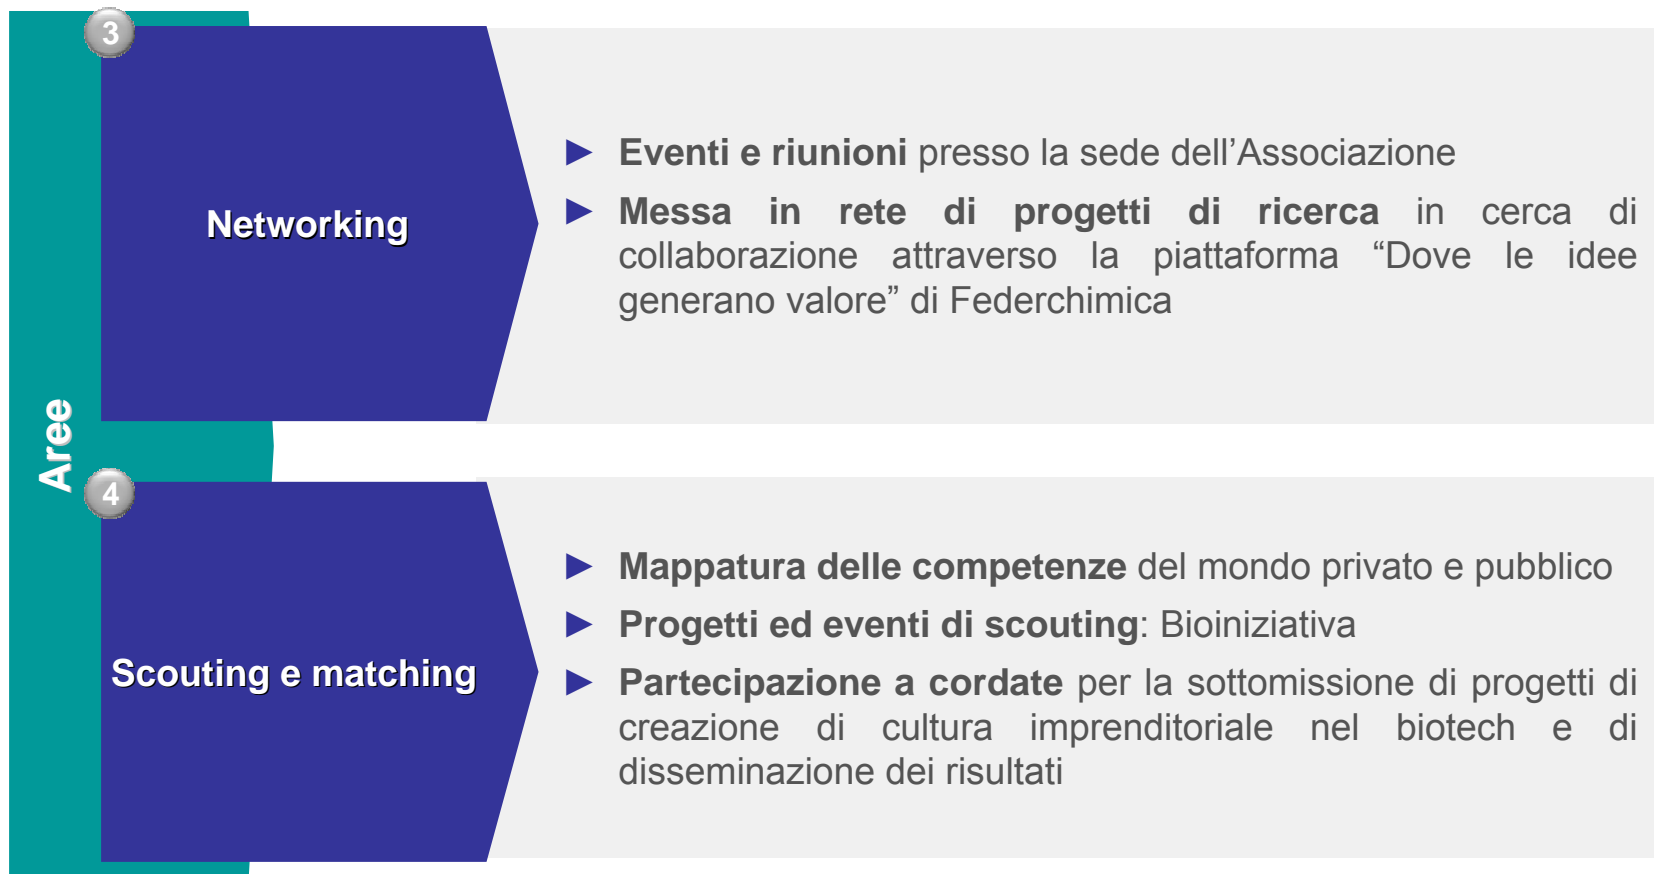 Aree
3
Networking
► Eventi e riunioni presso la sede dell’Associazione
► Messa in rete di progetti di ricerca in cerca di
collaborazione attraverso la piattaforma “Dove le idee
generano valore” di Federchimica
4
Scouting e matching
► Mappatura delle competenze del mondo privato e pubblico
► Progetti ed eventi di scouting: Bioiniziativa
► Partecipazione a cordate per la sottomissione di progetti di
creazione di cultura imprenditoriale nel biotech e di
disseminazione dei risultati